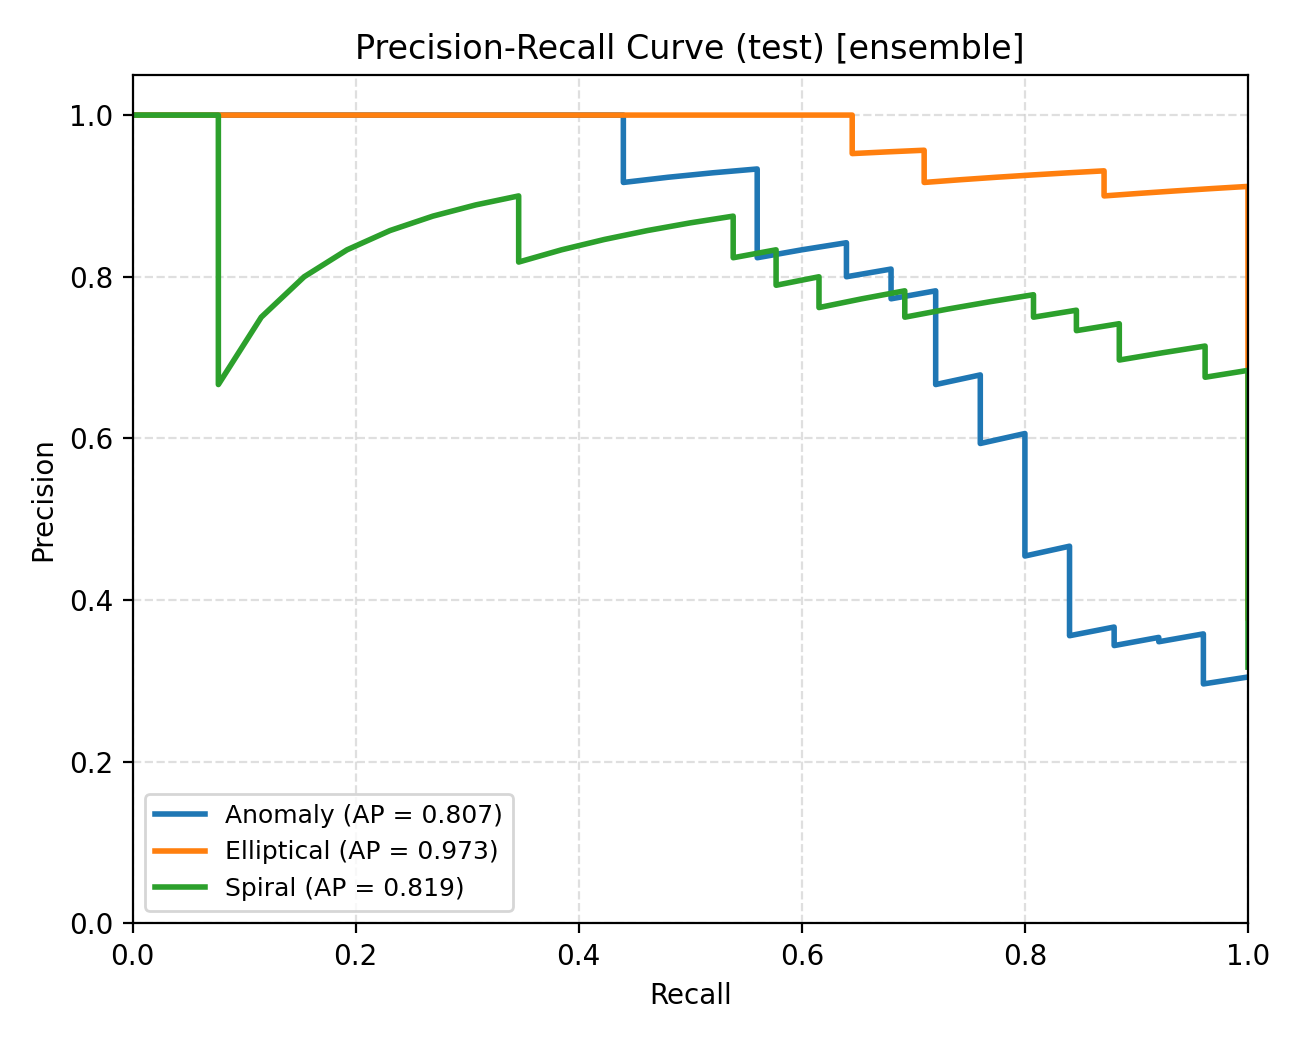 Precision-Recall Curve (test) [ensemble]
1.0
0.8
0.6
0.4
0.2
0.0
Precision
Anomaly (AP = 0.807)
Elliptical (AP = 0.973)
Spiral (AP = 0.819)
0.0 0.2 0.4 0.6 0.8 1.0
Recall